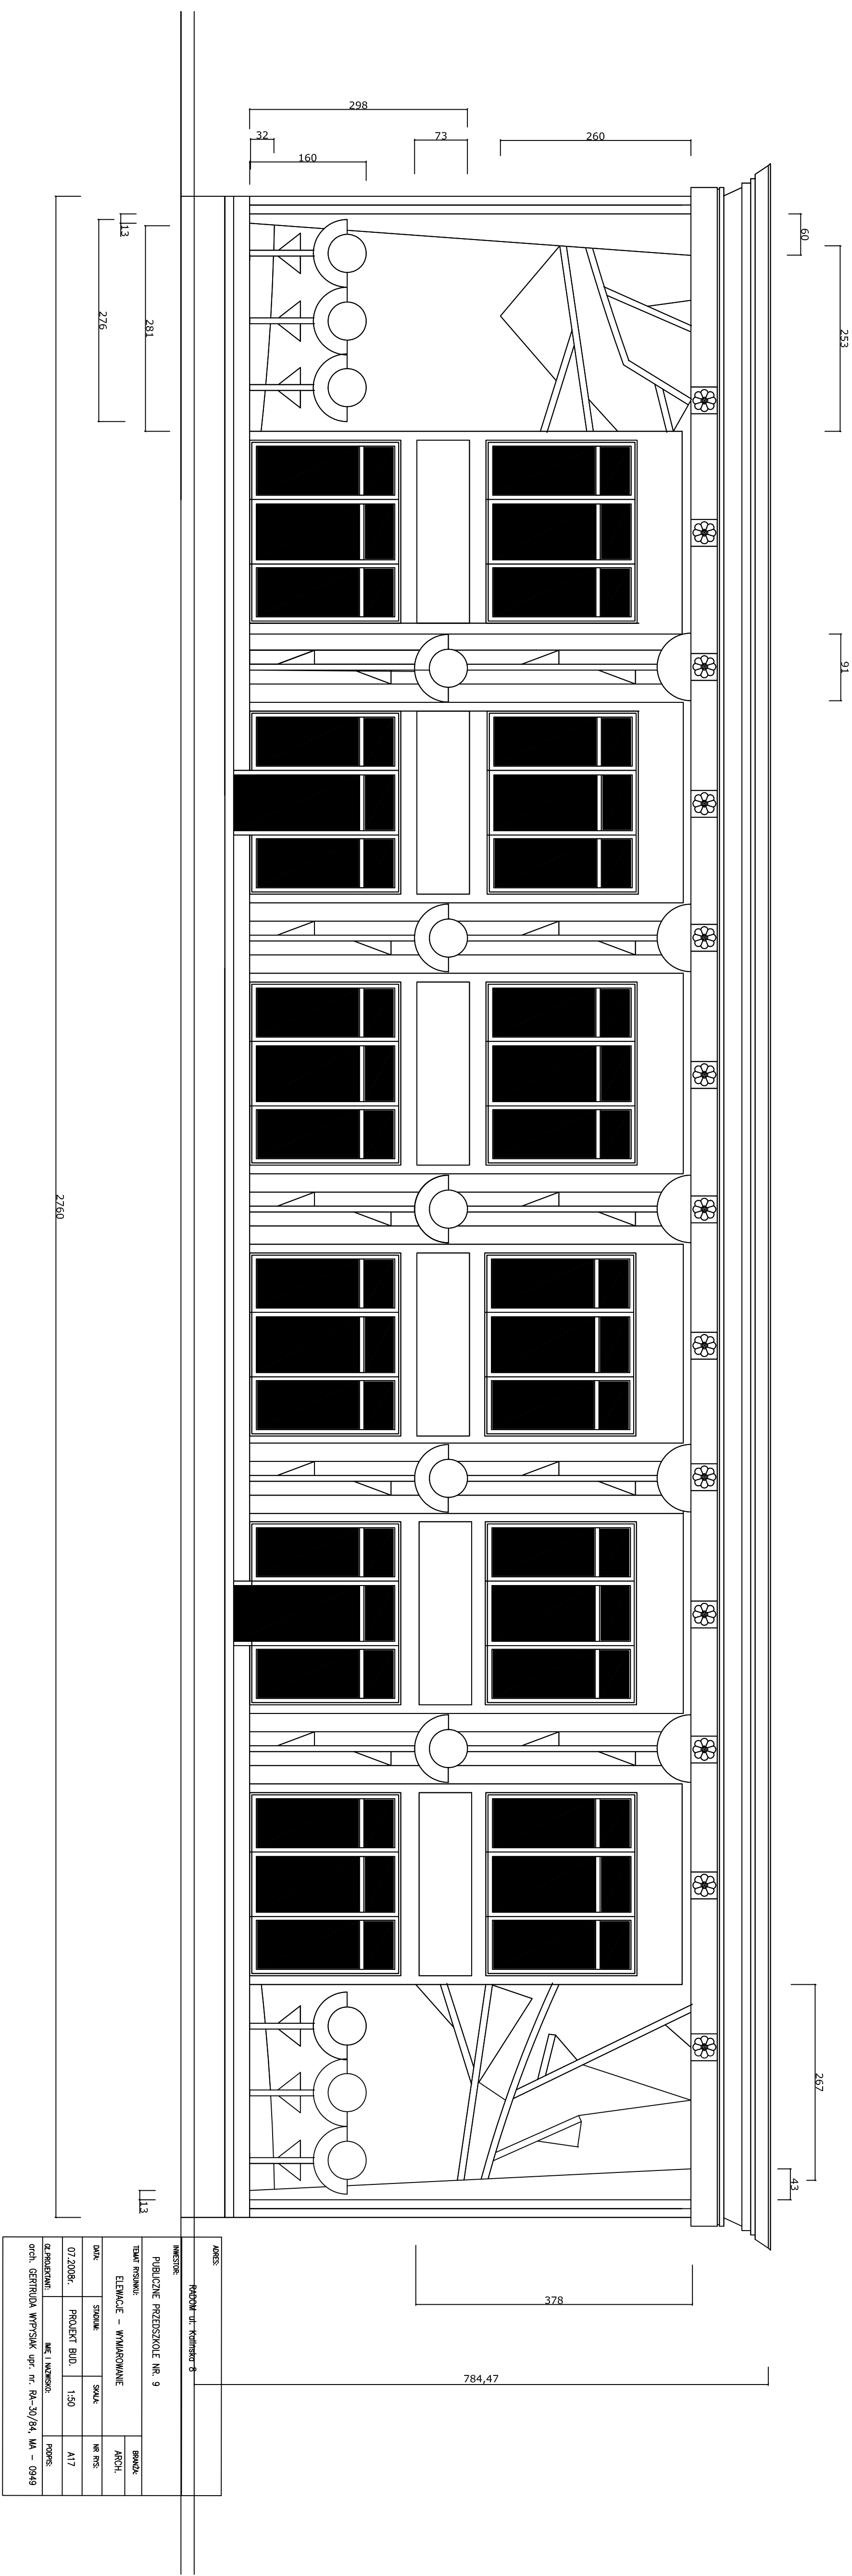 298
32
160
73
260
13
276
281
60
253
91
2760
267
43
13
378
784,47
ADRES:
RADOM ul. Kolińska 8
INWESTOR:
PUBLICZNE PRZEDSZKOLE NR. 9
TEMAT RYSUNKU:
ELEWACJE – WYMIAROWANIE
BRANŻA:
ARCH.
DATA:
STADIUM:
SKALA:
NR RYS:
07.2008r.
PROJEKT BUD.
1:50
A17
GŁ.PROJEKTANT:
IMIĘ I NAZWISKO:
PODPIS:
arch. GERTRUDA WYPYSIAK upr. nr. RA-30/84, MA – 0949